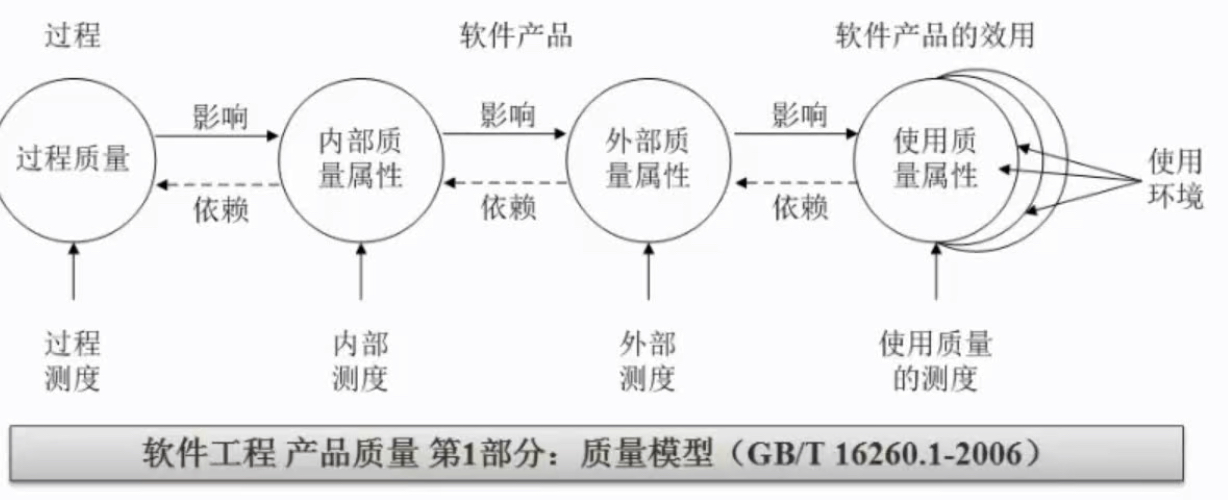 过程
软件产品
软件产品的效用
影响
影响
影响
过程质量
内部质
量属性
外部质
量属性
使用质
量属性
使用
环境
依赖
依赖
依赖
过程
测度
内部
测度
外部
测度
使用质量
的测度
软件工程 产品质量 第1部分：质量模型（GB/T 16260.1-2006）